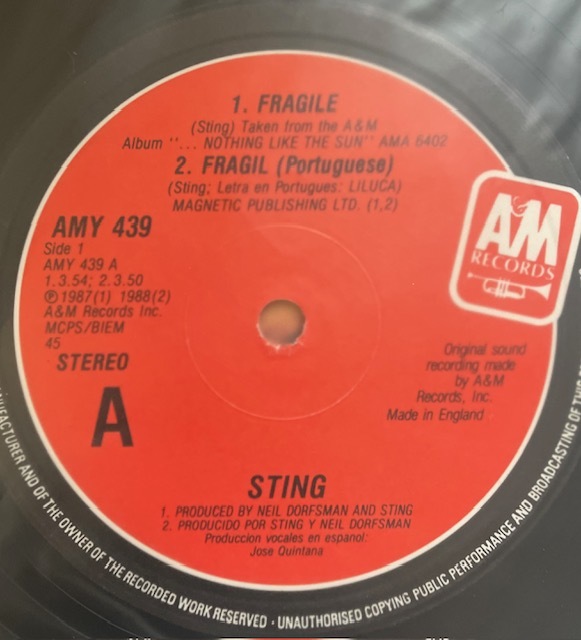 1. FRAGILE
(Sting) Taken from the A&M
Album "... NOTHING LIKE THE SUN" AMA 6402
2. FRAGIL (Portuguese)
(Sting; Letra en Portugues: LILUCA)
MAGNETIC PUBLISHING LTD. (1,2)
AMY 439
Side 1
AMY 439 A
1. 3.54; 2. 3.50
℗ 1987(1) 1988(2)
A&M Records Inc.
MCPS/BIEM
45
STEREO
A
A&M
RECORDS
Original sound
recording made
by A&M
Records, Inc.
Made in England
STING
1. PRODUCED BY NEIL DORFSMAN AND STING
2. PRODUCIDO POR STING Y NEIL DORFSMAN
Produccion vocales en espanol:
Jose Quintana
AND OF THE OWNER OF THE RECORDED WORK RESERVED · UNAUTHORISED COPYING PUBLIC PERFORMANCE AND BROADCASTING OF